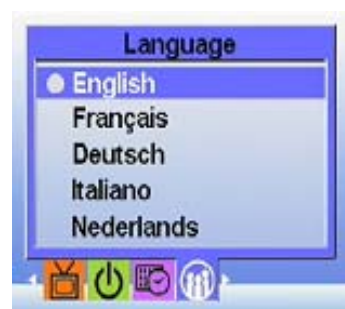 Language
English
Français
Deutsch
Italiano
Nederlands